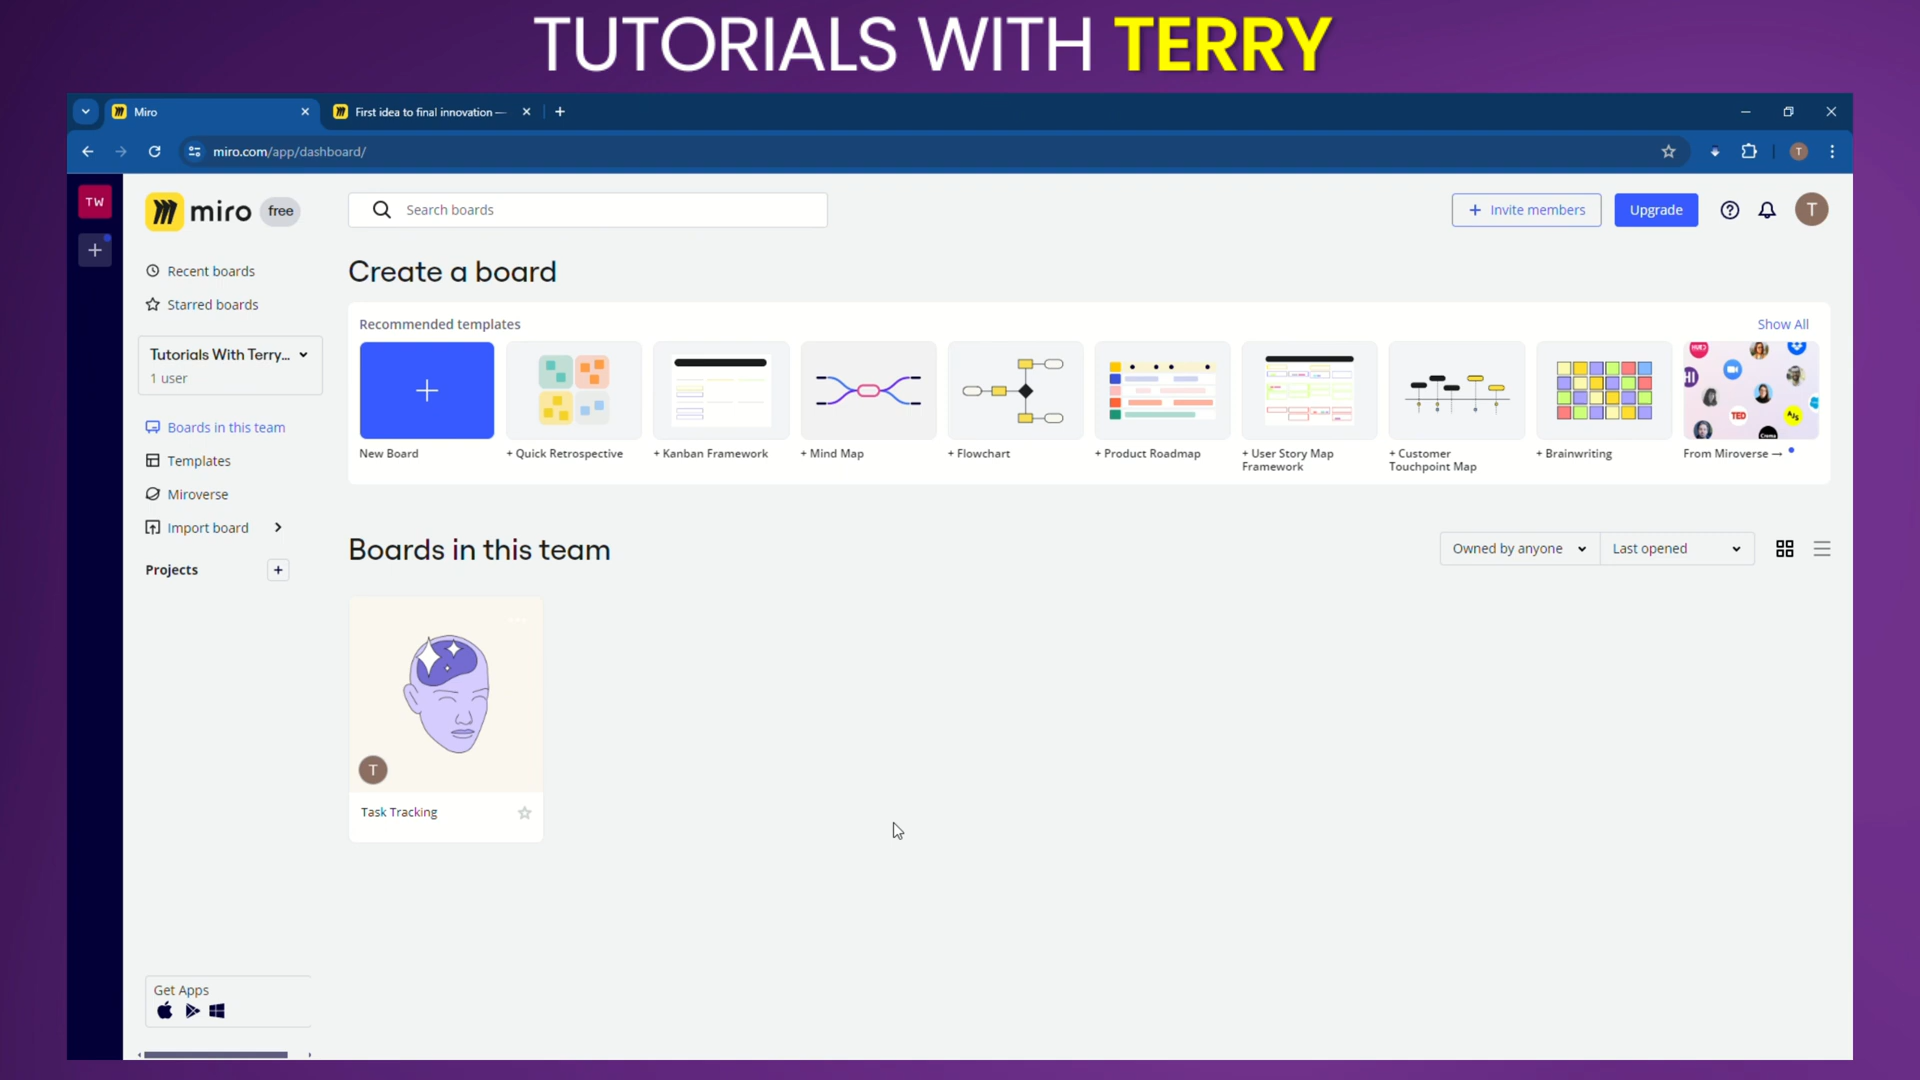 TUTORIALS WITH TERRY
Miro
First idea to final innovation —
miro.com/app/dashboard/
T
TW
miro free
Search boards
Invite members
Upgrade
T
Recent boards
Starred boards
Create a board
Tutorials With Terry...
1 user
Recommended templates
Show All
New Board
+ Quick Retrospective
+ Kanban Framework
+ Mind Map
+ Flowchart
+ Product Roadmap
+ User Story Map
Framework
+ Customer
Touchpoint Map
+ Brainwriting
TED
From Miroverse →
Boards in this team
Templates
Miroverse
Import board
Projects
Boards in this team
Owned by anyone
Last opened
T
Task Tracking
Get Apps